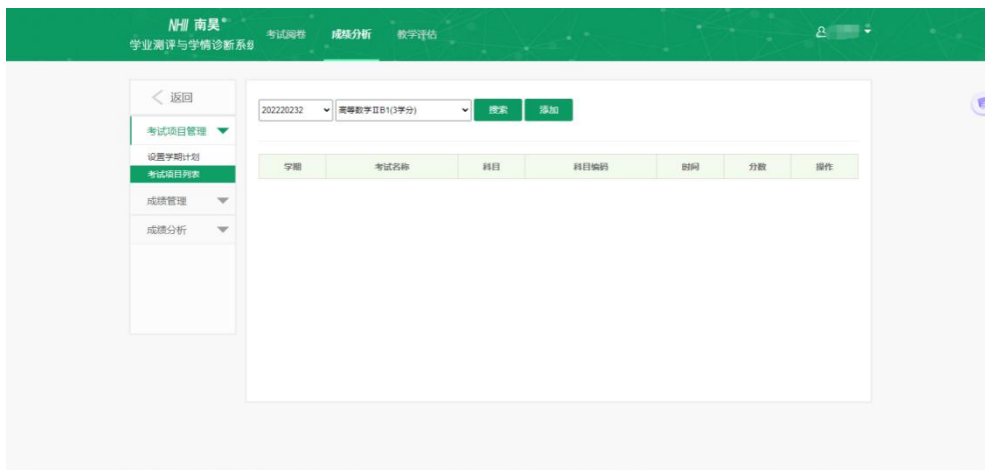 NHII 南昊
学业测评与学情诊断系统
考试阅卷 成绩分析 教学评估
返回
考试项目管理
设置学期计划
考试项目列表
成绩管理
成绩分析
202220232 高等数学ⅡB1(3学分) 搜索 添加
学期 考试名称 科目 科目编码 时间 分数 操作